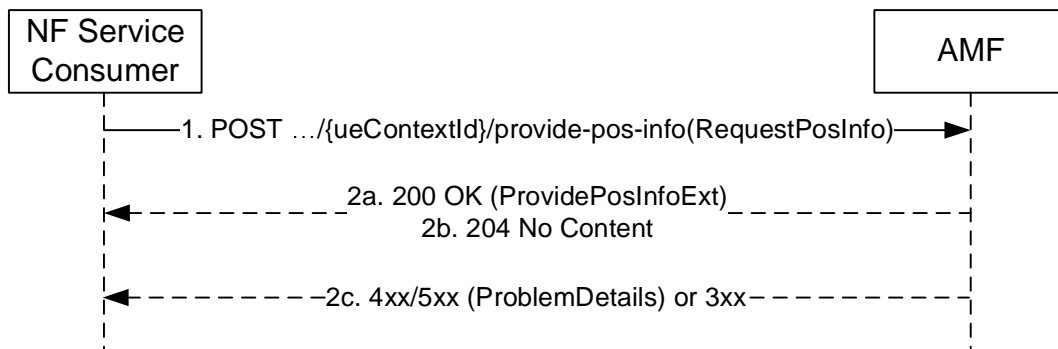 NF Service
Consumer
AMF
1. POST …/{ueContextId}/provide-pos-info(RequestPosInfo)
2a. 200 OK (ProvidePosInfoExt)
2b. 204 No Content
2c. 4xx/5xx (ProblemDetails) or 3xx